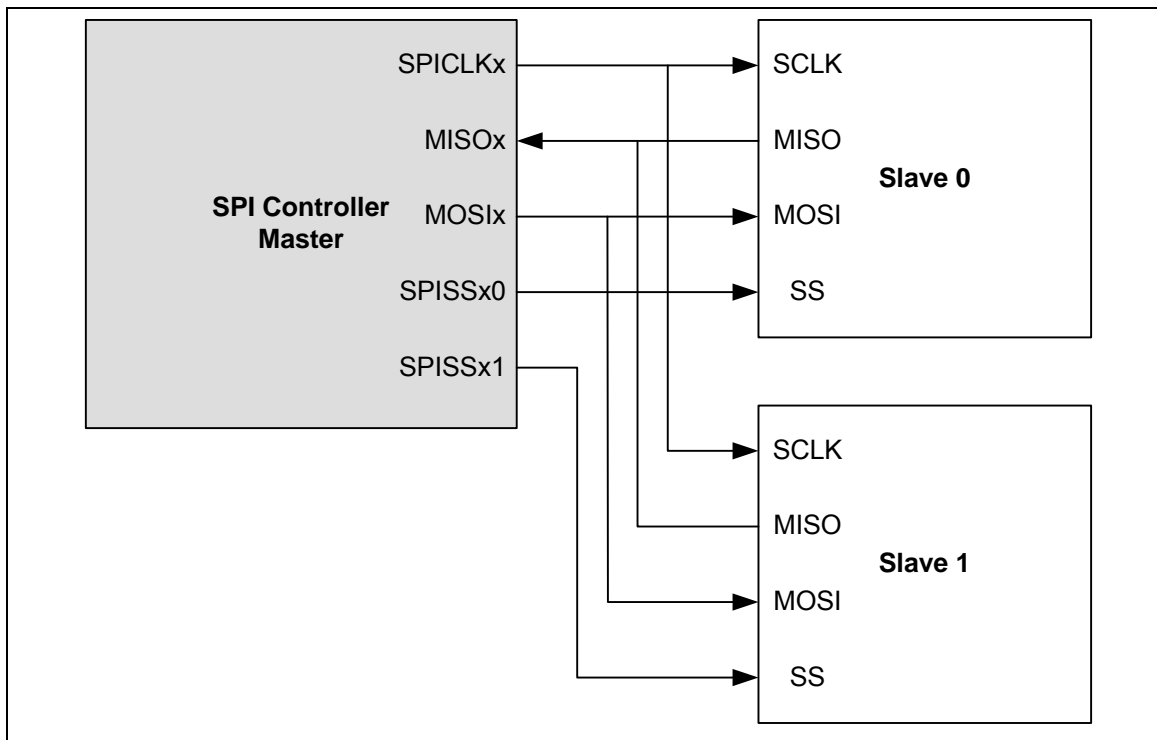 SPI Controller
Master
SPICLKx
MISOx
MOSIx
SPISSx0
SPISSx1
SCLK
MISO
MOSI
SS
Slave 0
SCLK
MISO
MOSI
SS
Slave 1